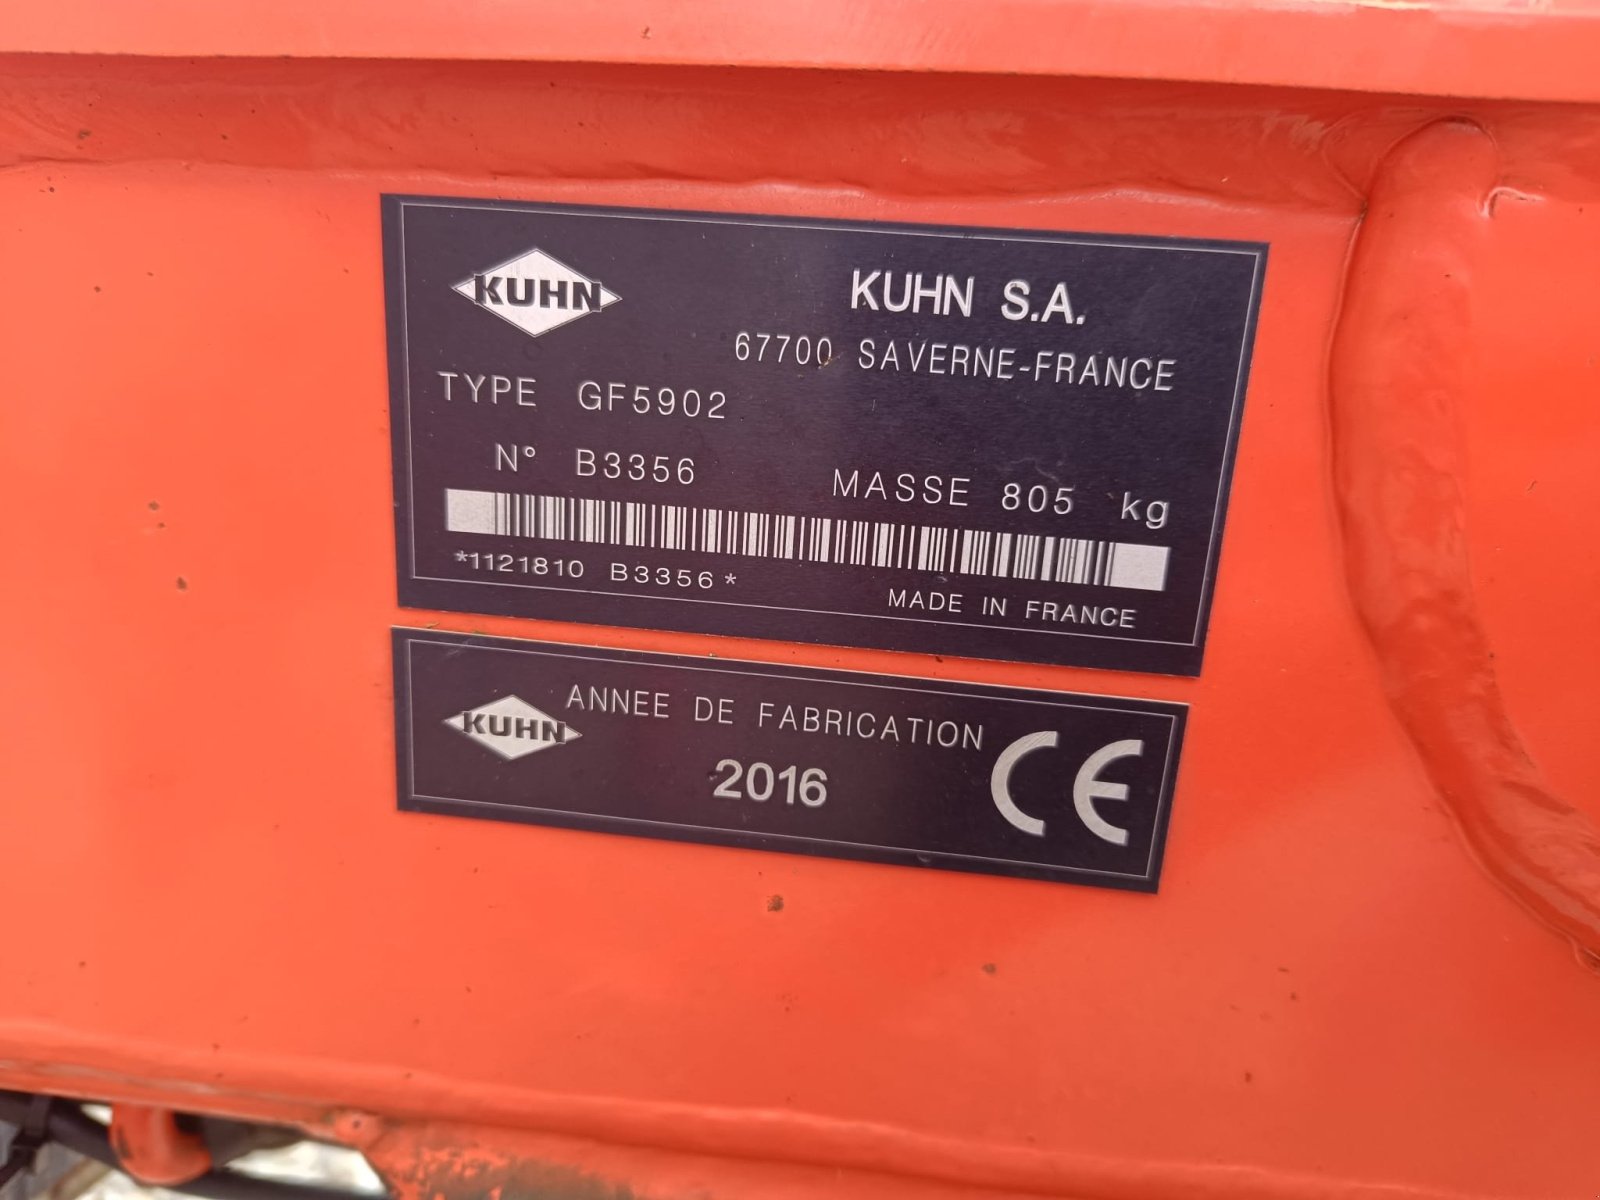 KUHN
KUHN S.A.
67700 SAVERNE-FRANCE
TYPE GF5902
N° B3356 MASSE 805 kg
*1121810 B3356*
MADE IN FRANCE
KUHN
ANNEE DE FABRICATION
2016
CE